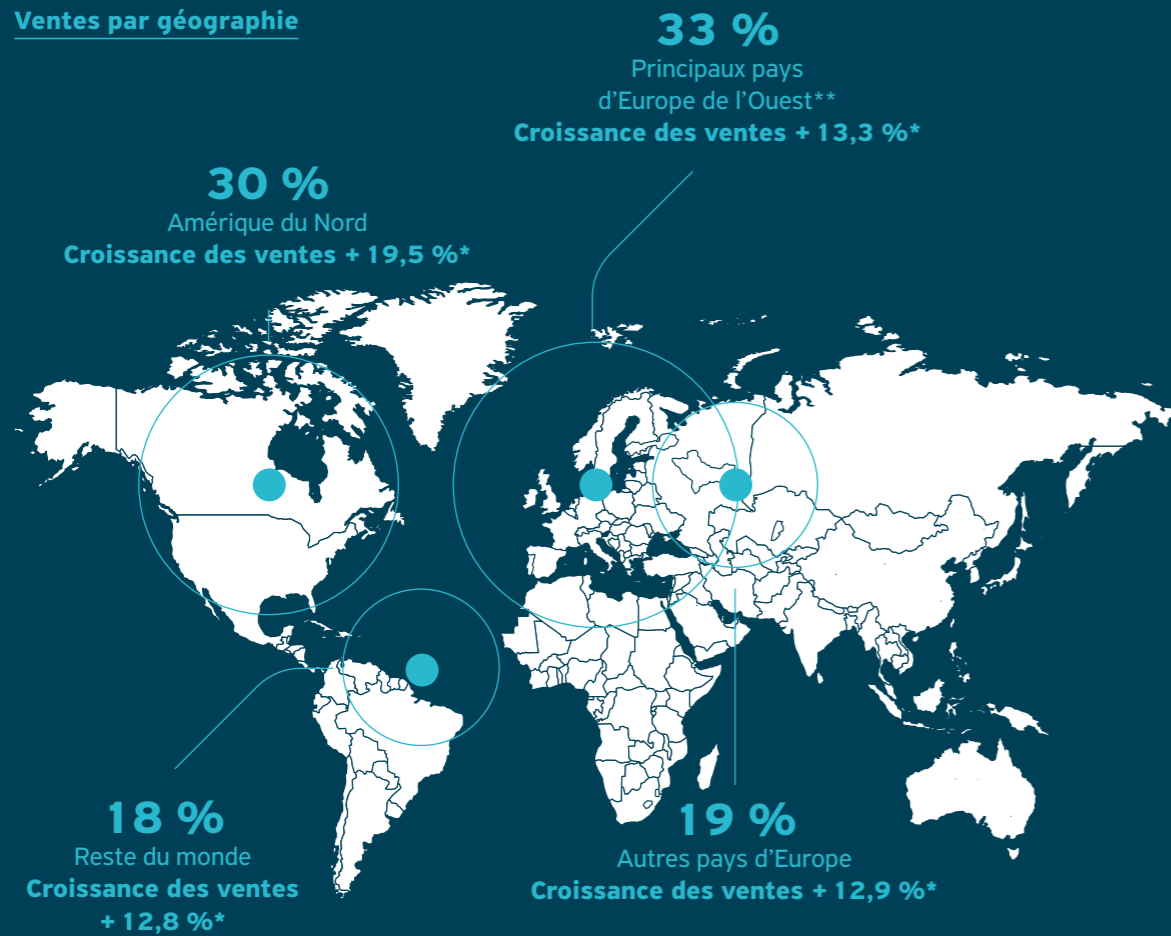 Ventes par géographie
33 %
Principaux pays
d'Europe de l'Ouest**
Croissance des ventes + 13,3 %*
30 %
Amérique du Nord
Croissance des ventes + 19,5 %*
18 %
Reste du monde
Croissance des ventes
+ 12,8 %*
19 %
Autres pays d'Europe
Croissance des ventes + 12,9 %*